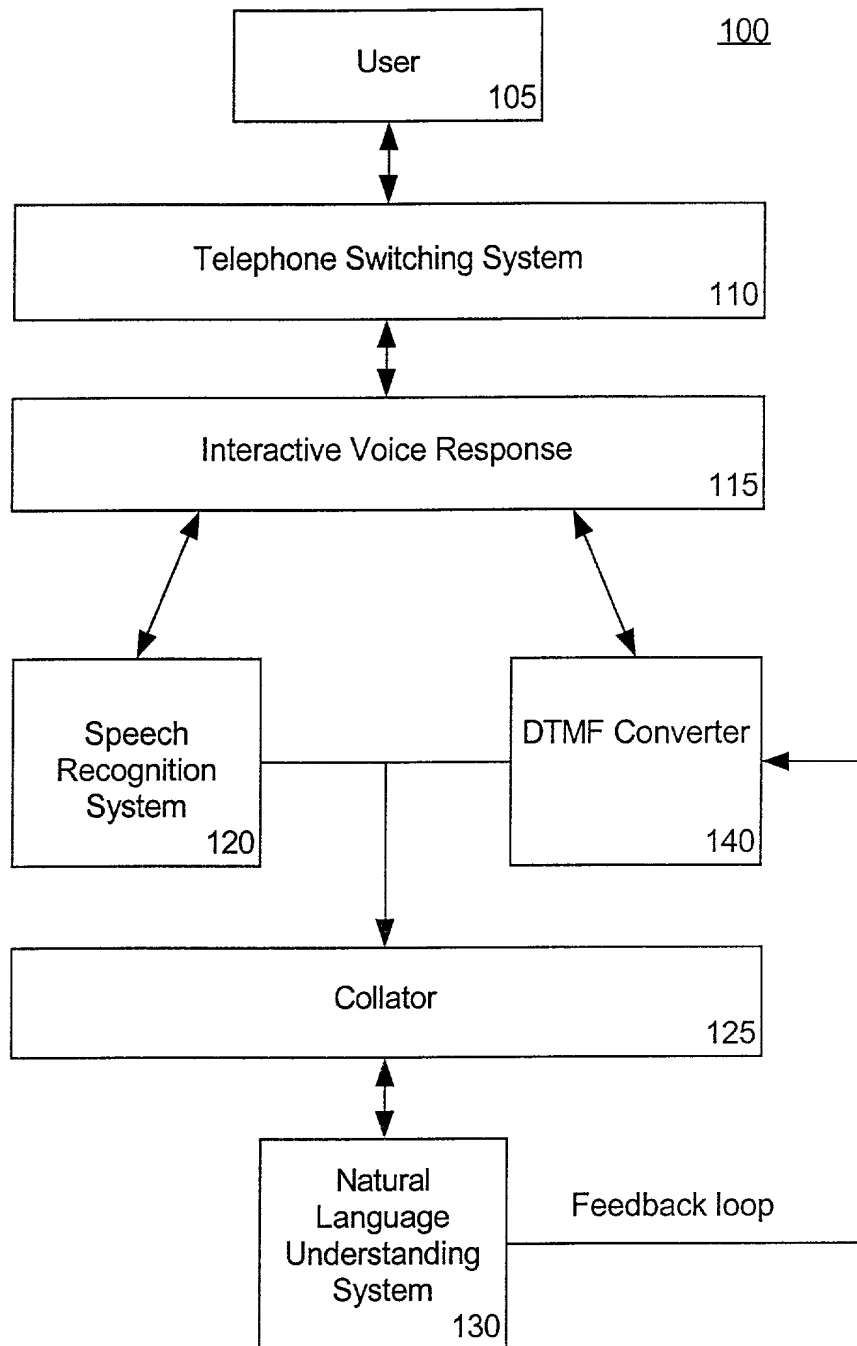 100
User
105
Telephone Switching System
110
Interactive Voice Response
115
Speech
Recognition
System
120
DTMF Converter
140
Collator
125
Natural
Language
Understanding
System
130
Feedback loop